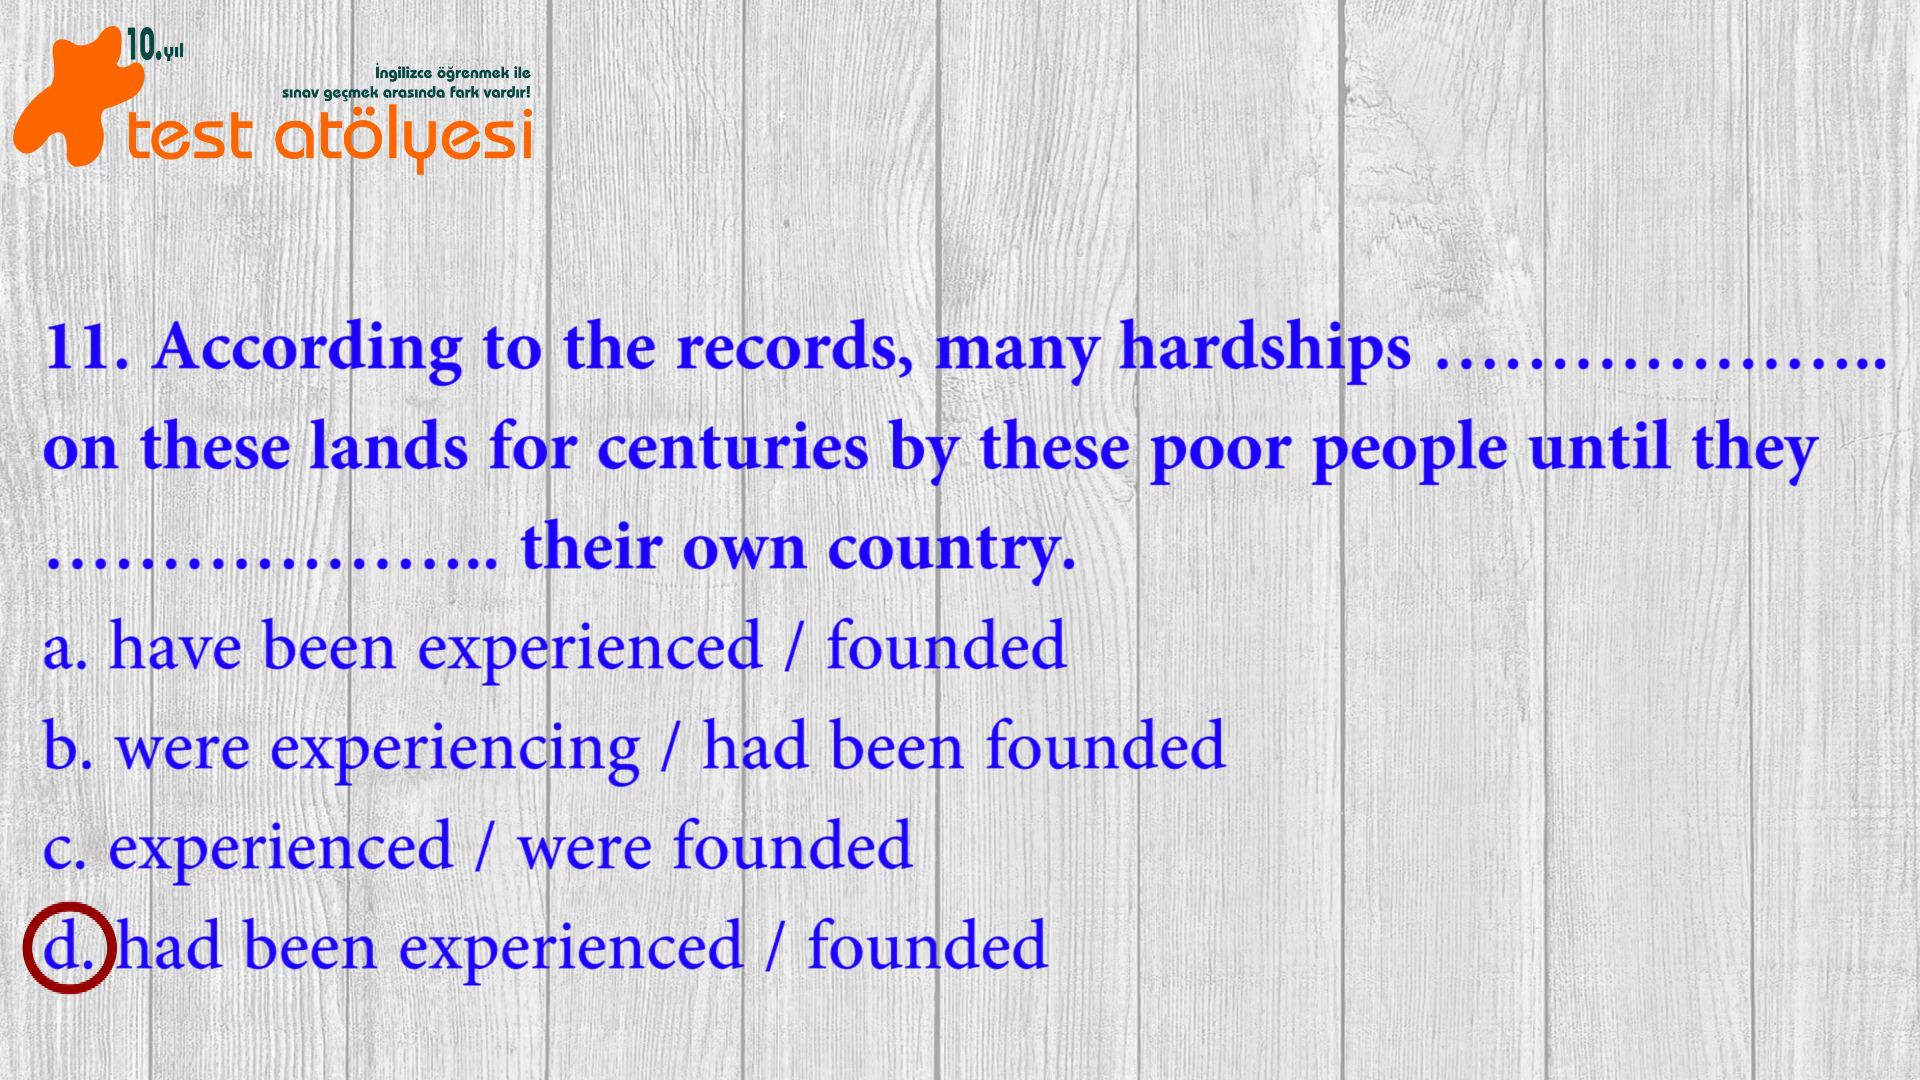 10.yıl
İngilizce öğrenmek ile
sınav geçmek arasında fark vardır!
test atölyesi
11. According to the records, many hardships ………………..
on these lands for centuries by these poor people until they
……………….. their own country.
a. have been experienced / founded
b. were experiencing / had been founded
c. experienced / were founded
d. had been experienced / founded